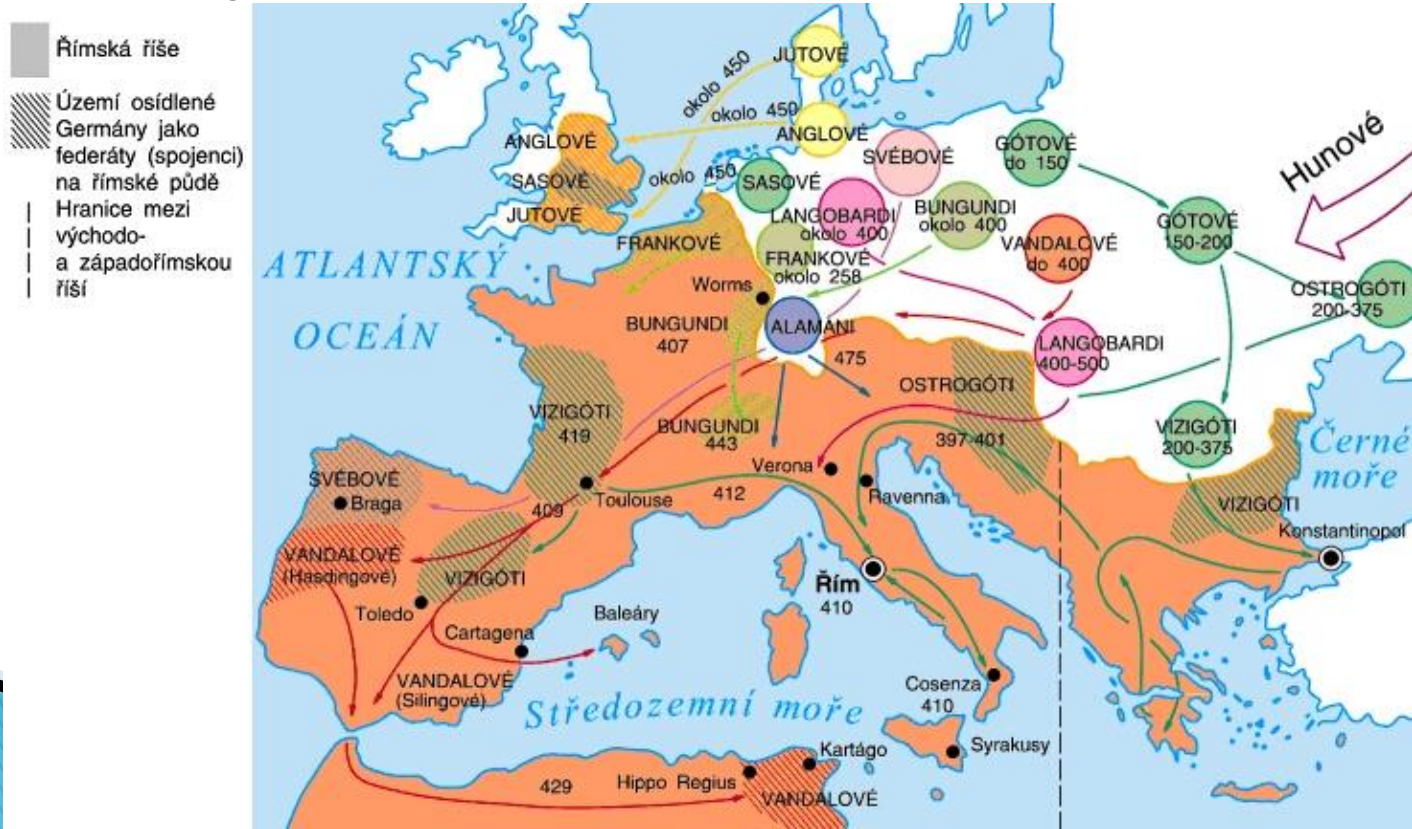 Římská říše
Území osídlené
Germány jako
federáty (spojenci)
na římské půdě
Hranice mezi
východo-
a západořímskou
říší
JUTOVÉ
okolo 450
okolo 450
ANGLOVÉ
ANGLOVÉ
SVÉBOVÉ
GÓTOVÉ
do 150
Hunové
okolo 450
SASOVÉ
SASOVÉ
JUTOVÉ
LANGOBARDI
okolo 400
BUNGUNDI
okolo 400
GÓTOVÉ
150-200
VANDALOVÉ
do 400
FRANKOVÉ
FRANKOVÉ
okolo 258
ATLANTSKÝ
OCEÁN
Worms
OSTROGÓTI
200-375
BUNGUNDI
407
ALAMANI
475
LANGOBARDI
400-500
OSTROGÓTI
397-401
VIZIGÓTI
419
BUNGUNDI
443
VIZIGÓTI
200-375
Černé
moře
Verona
Ravenna
SVÉBOVÉ
Braga
409
Toulouse
412
VIZIGÓTI
Konstantinopol
VANDALOVÉ
(Hasdingové)
VIZIGÓTI
Řím
410
Toledo
Baleáry
Cartagena
VANDALOVÉ
(Silingové)
Středozemní moře
Cosenza
410
Kartágo
Syrakusy
429
Hippo Regius
VANDALOVÉ